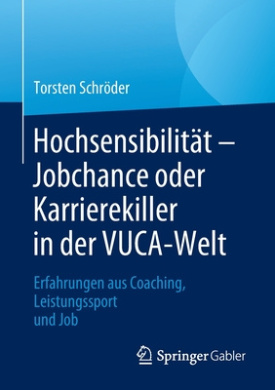 Torsten Schröder
Hochsensibilität –
Jobchance oder
Karrierekiller
in der VUCA-Welt
Erfahrungen aus Coaching,
Leistungssport
und Job
Springer Gabler